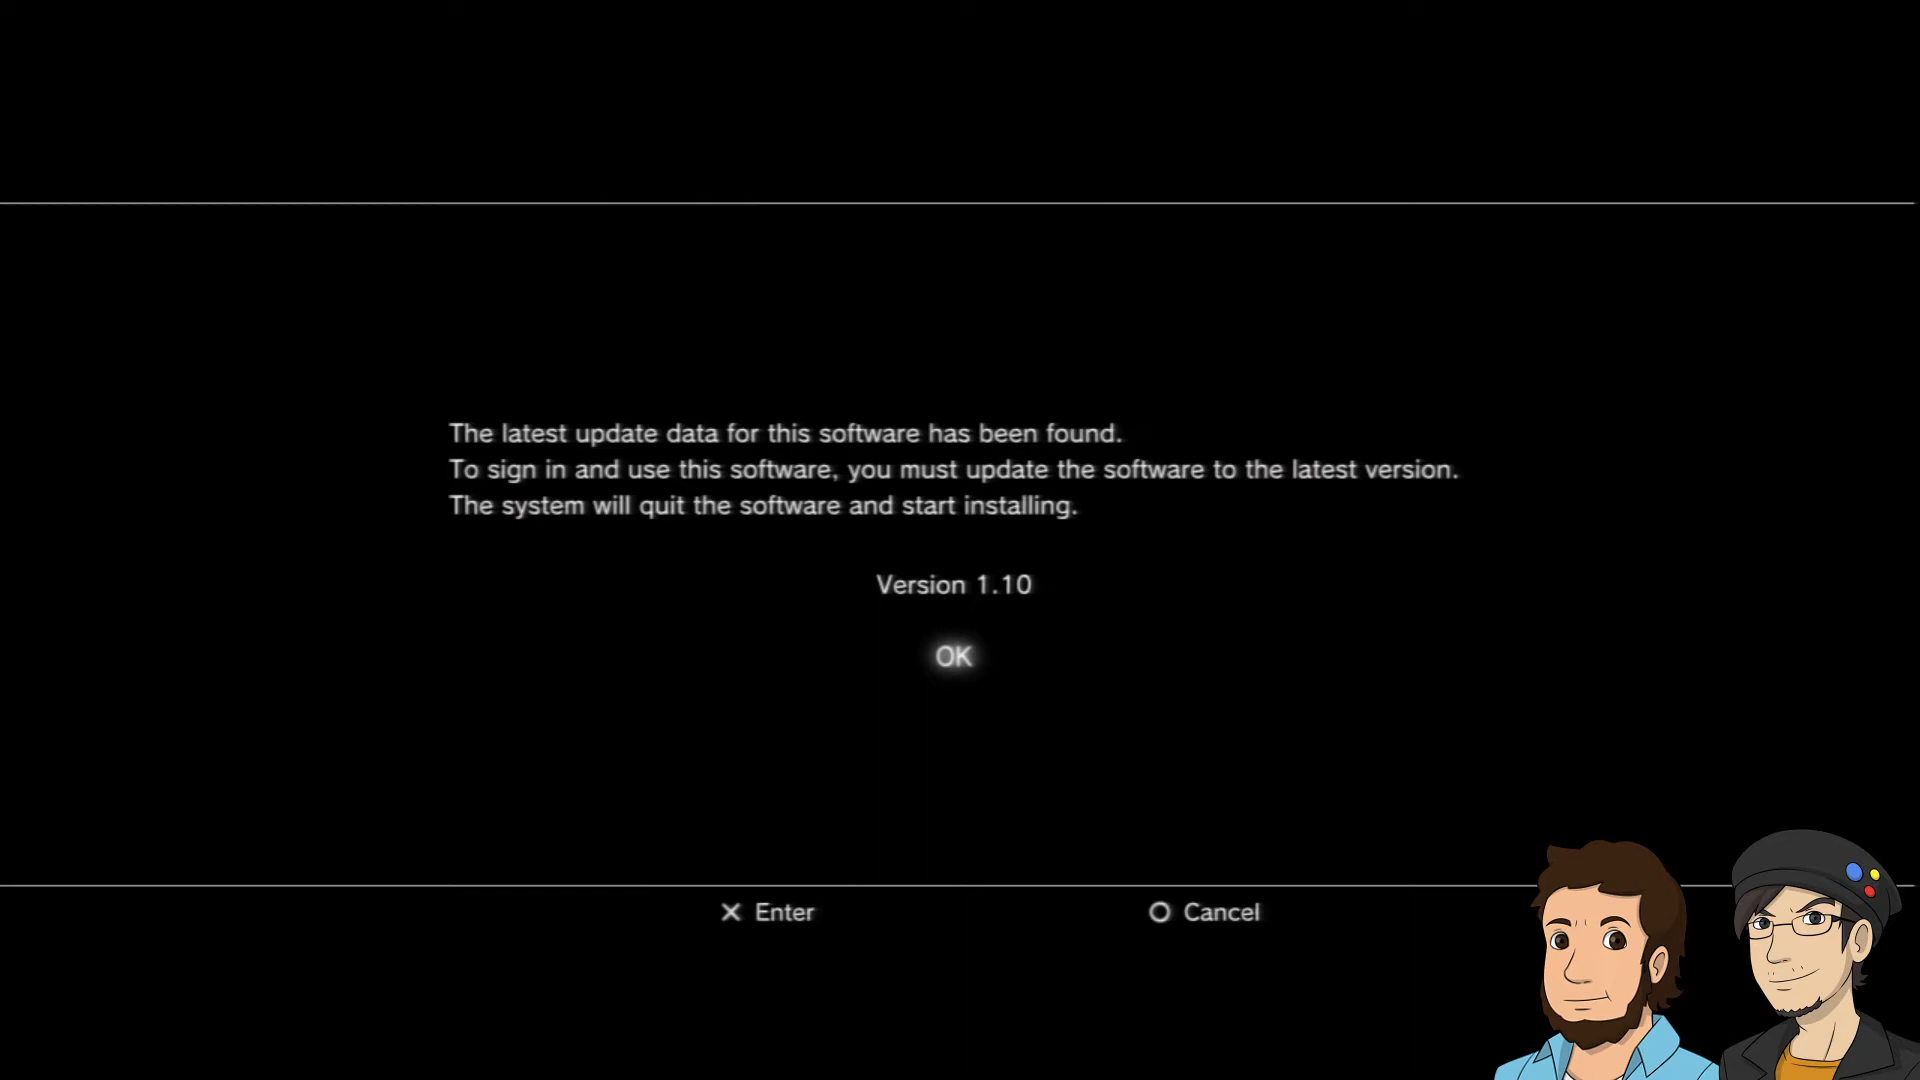 The latest update data for this software has been found.
To sign in and use this software, you must update the software to the latest version.
The system will quit the software and start installing.
Version 1.10
OK
Enter
Cancel